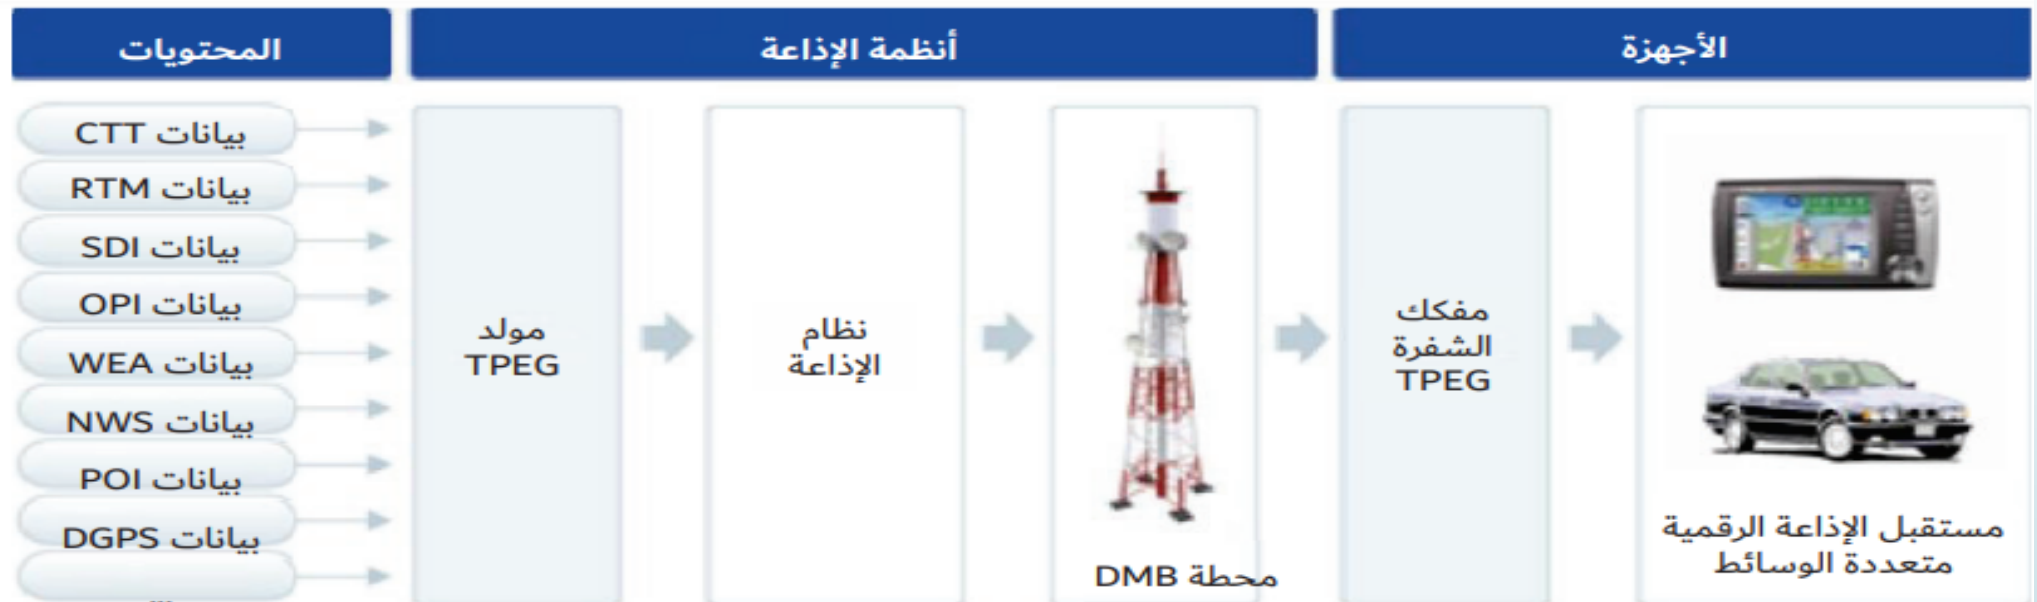 المحتويات
أنظمة الإذاعة
الأجهزة
بيانات CTT
بيانات RTM
بيانات SDI
بيانات OPI
بيانات WEA
بيانات NWS
بيانات POI
بيانات DGPS
مولد
TPEG
نظام
الإذاعة
محطة DMB
مفكك
الشفرة
TPEG
مستقبل الإذاعة الرقمية
متعددة الوسائط